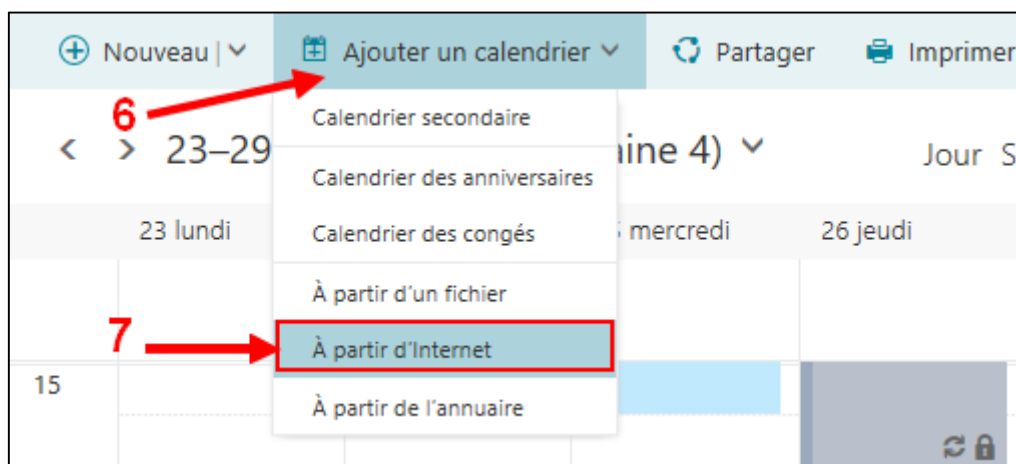 Nouveau | Ajouter un calendrier Partager Imprimer
6
Calendrier secondaire
23–29 aine 4) Jour S
Calendrier des anniversaires
23 lundi Calendrier des congés mercredi 26 jeudi
À partir d'un fichier
7
À partir d'Internet
15
À partir de l'annuaire